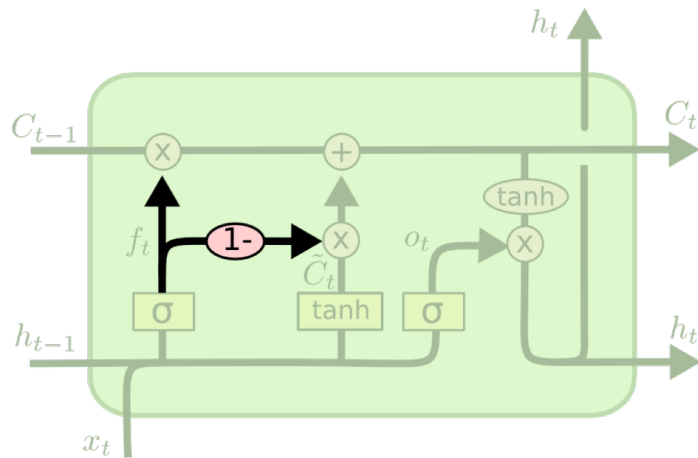 h_t
C_{t-1}
×
+
C_t
tanh
f_t
1-
×
o_t
×
C̃_t
σ
tanh
σ
h_{t-1}
h_t
x_t